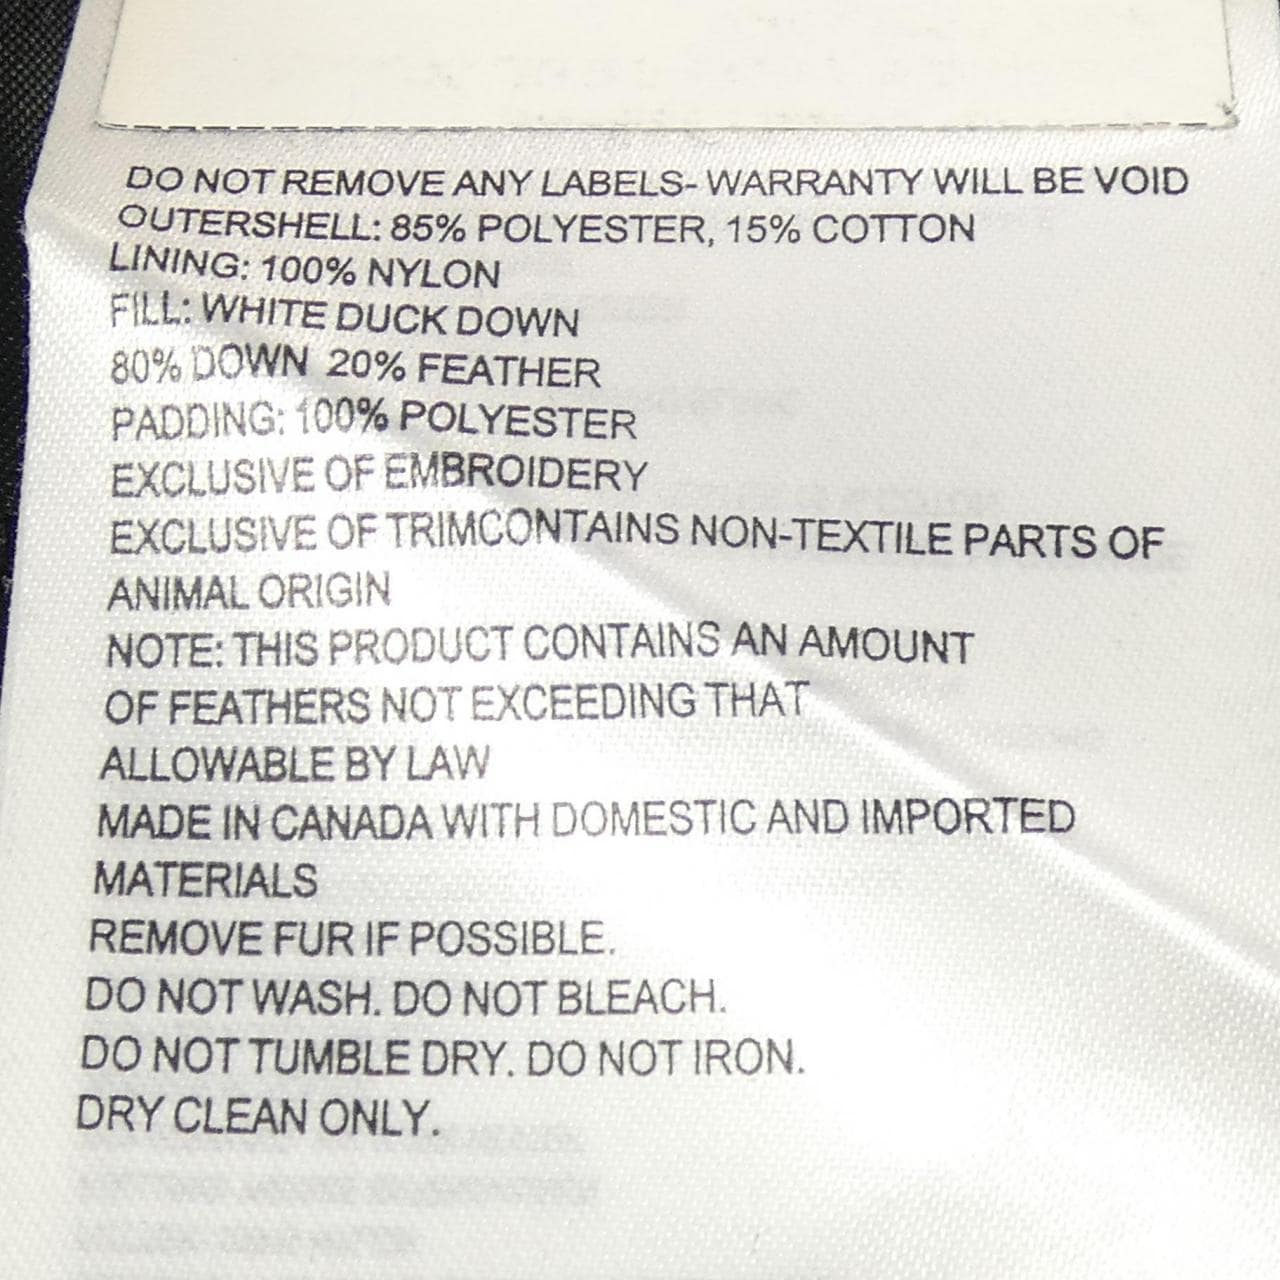 DO NOT REMOVE ANY LABELS- WARRANTY WILL BE VOID
OUTERSHELL: 85% POLYESTER, 15% COTTON
LINING: 100% NYLON
FILL: WHITE DUCK DOWN
80% DOWN 20% FEATHER
PADDING: 100% POLYESTER
EXCLUSIVE OF EMBROIDERY
EXCLUSIVE OF TRIMCONTAINS NON-TEXTILE PARTS OF
ANIMAL ORIGIN
NOTE: THIS PRODUCT CONTAINS AN AMOUNT
OF FEATHERS NOT EXCEEDING THAT
ALLOWABLE BY LAW
MADE IN CANADA WITH DOMESTIC AND IMPORTED
MATERIALS
REMOVE FUR IF POSSIBLE.
DO NOT WASH. DO NOT BLEACH.
DO NOT TUMBLE DRY. DO NOT IRON.
DRY CLEAN ONLY.